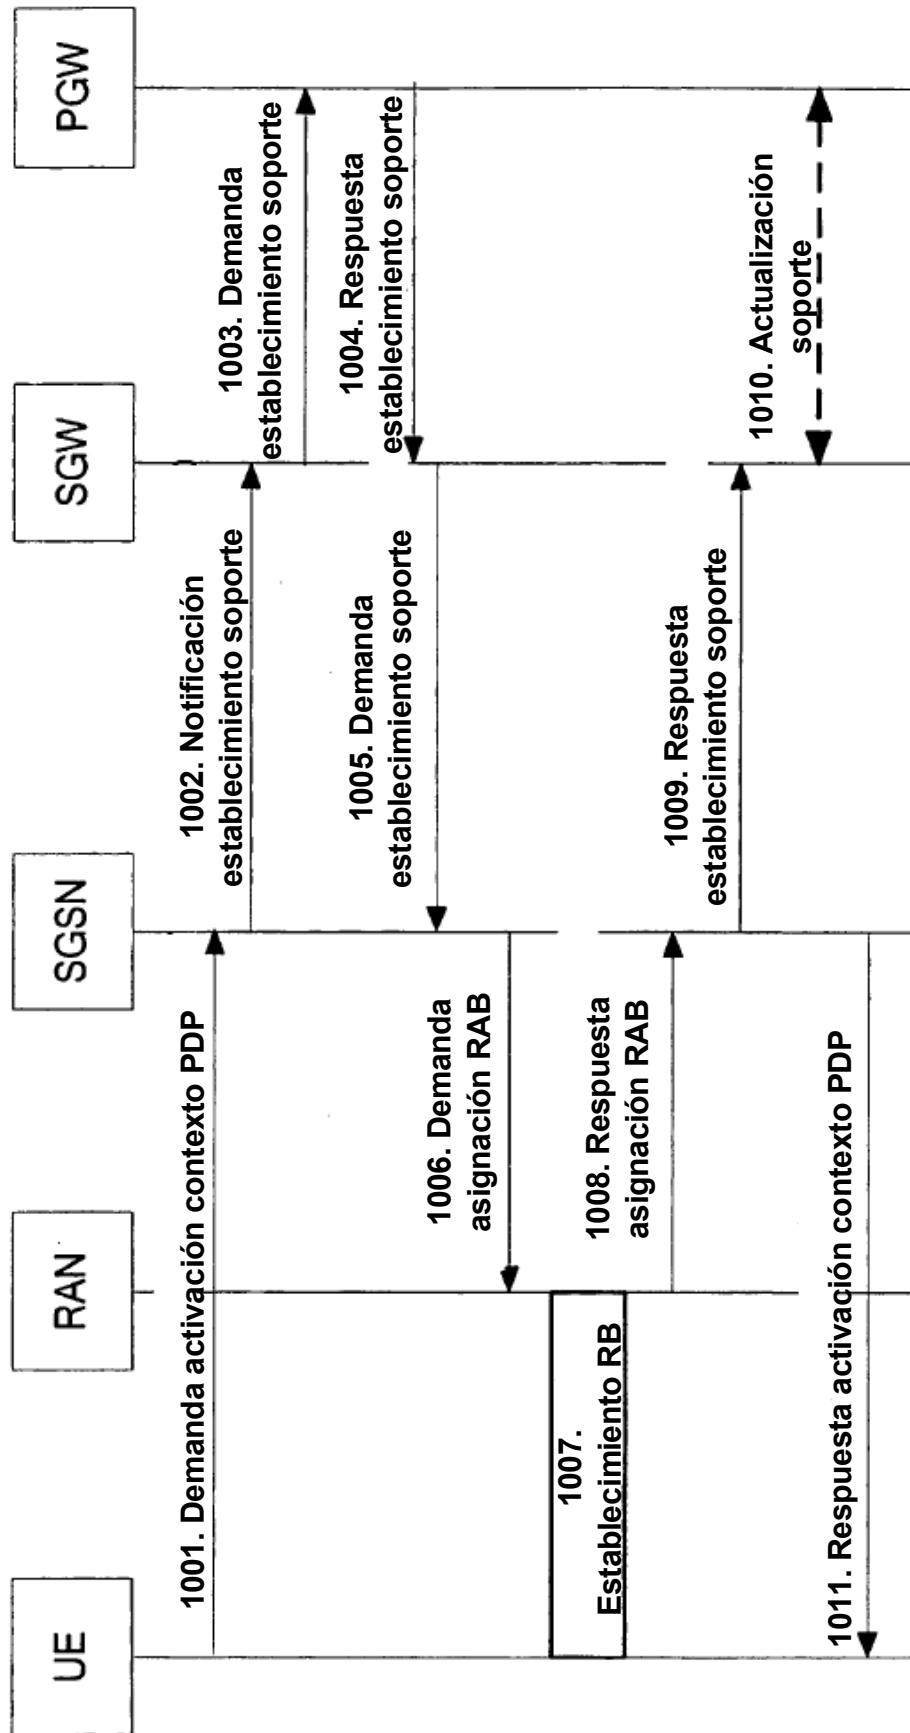 UE
RAN
SGSN
SGW
PGW
1001. Demanda activación contexto PDP
1002. Notificación
establecimiento soporte
1003. Demanda
establecimiento soporte
1004. Respuesta
establecimiento soporte
1005. Demanda
establecimiento soporte
1006. Demanda
asignación RAB
1007.
Establecimiento RB
1008. Respuesta
asignación RAB
1009. Respuesta
establecimiento soporte
1010. Actualización
soporte
1011. Respuesta activación contexto PDP